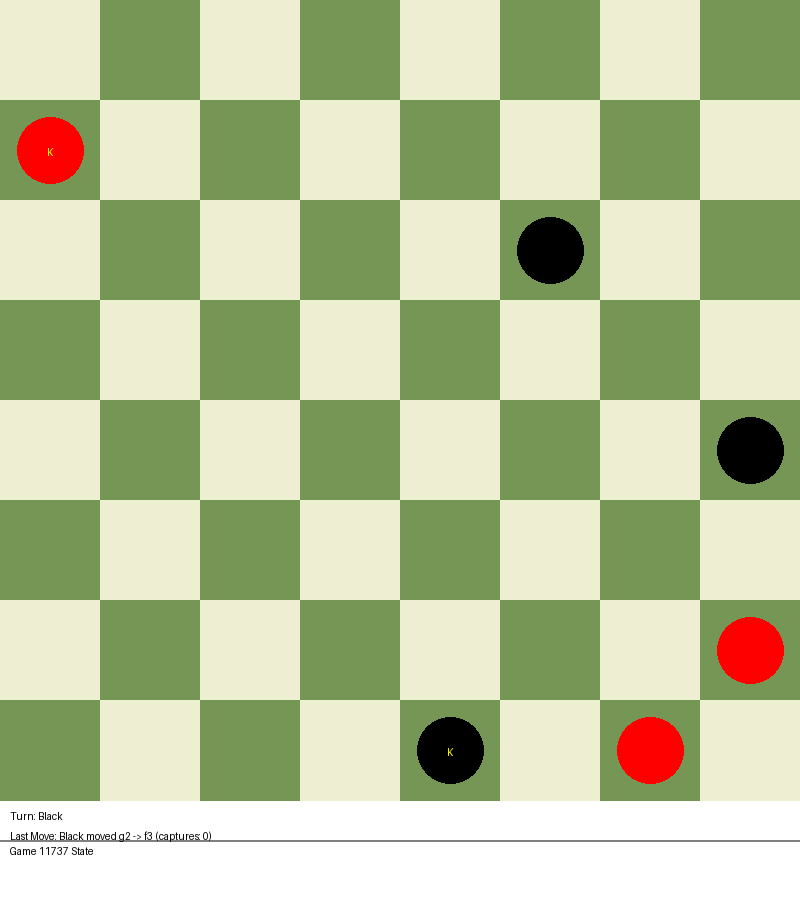 K
K
Turn: Black
Last Move: Black moved g2 -> f3 (captures: 0)
Game 11737 State